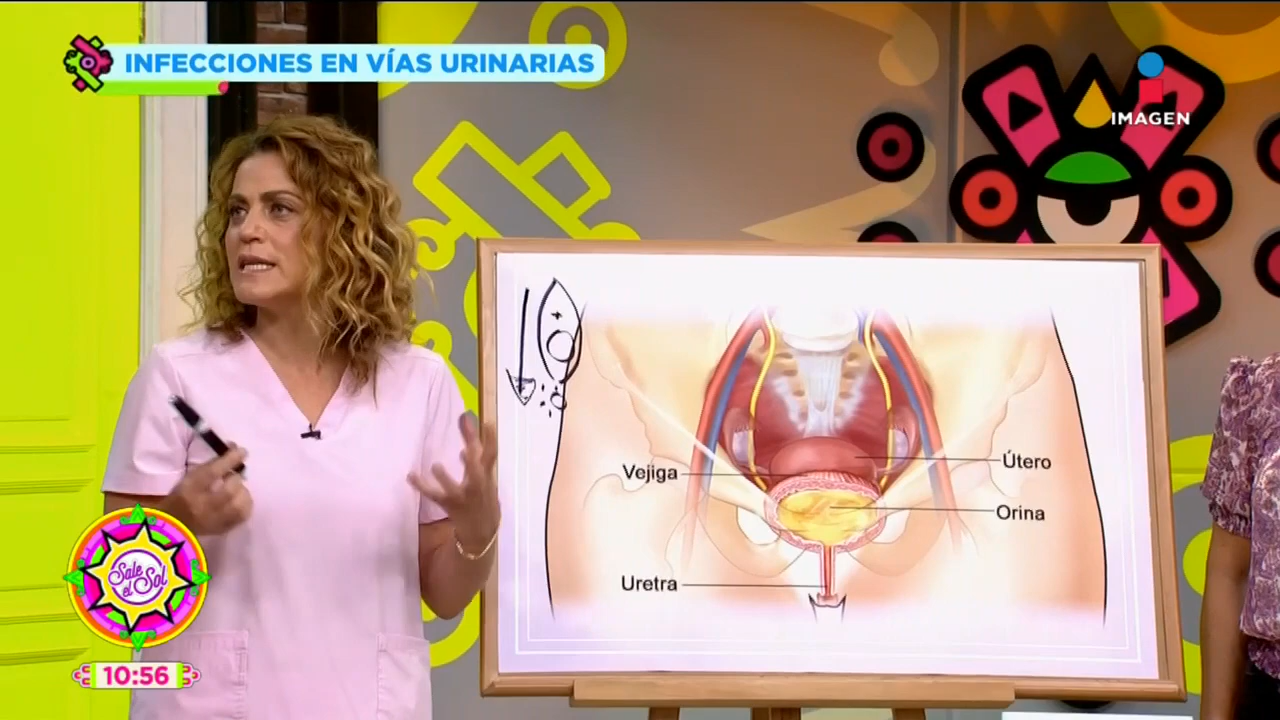 INFECCIONES EN VÍAS URINARIAS
IMAGEN
Vejiga
Útero
Orina
Uretra
Sale
el
Sol
10:56